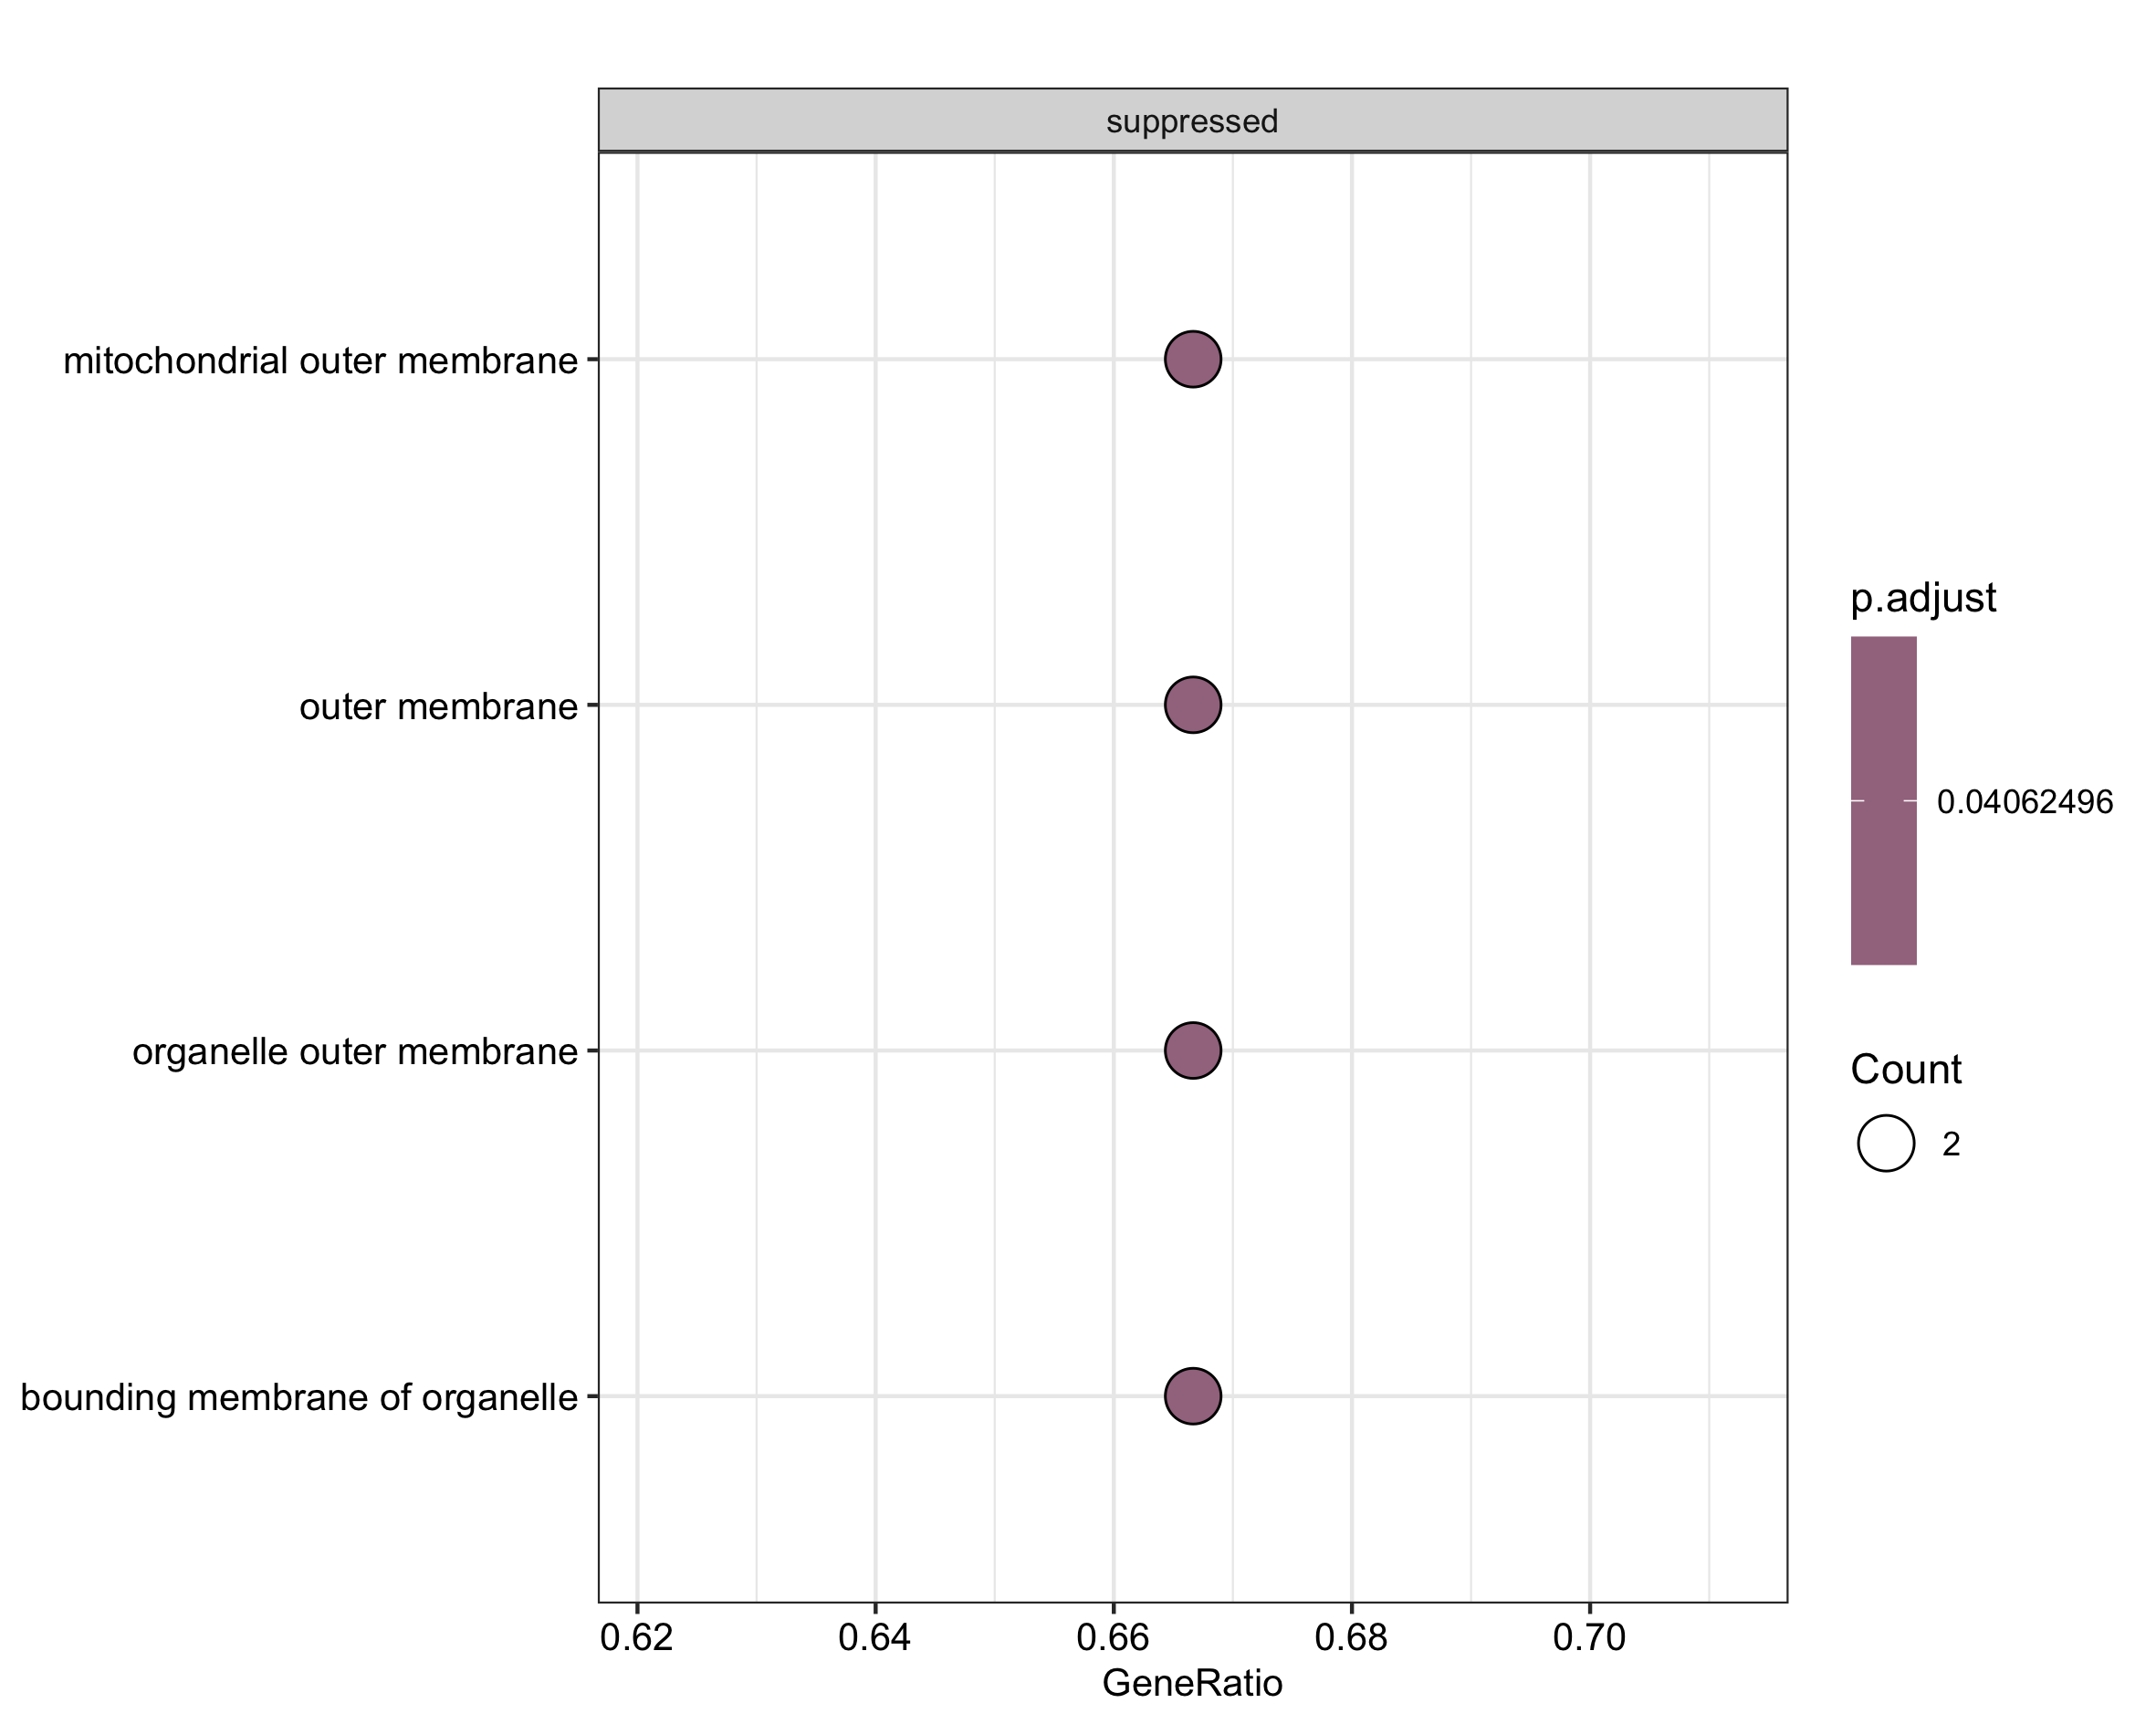 suppressed
mitochondrial outer membrane
outer membrane
organelle outer membrane
bounding membrane of organelle
0.62 0.64 0.66 0.68 0.70
GeneRatio
p.adjust
0.04062496
Count
2